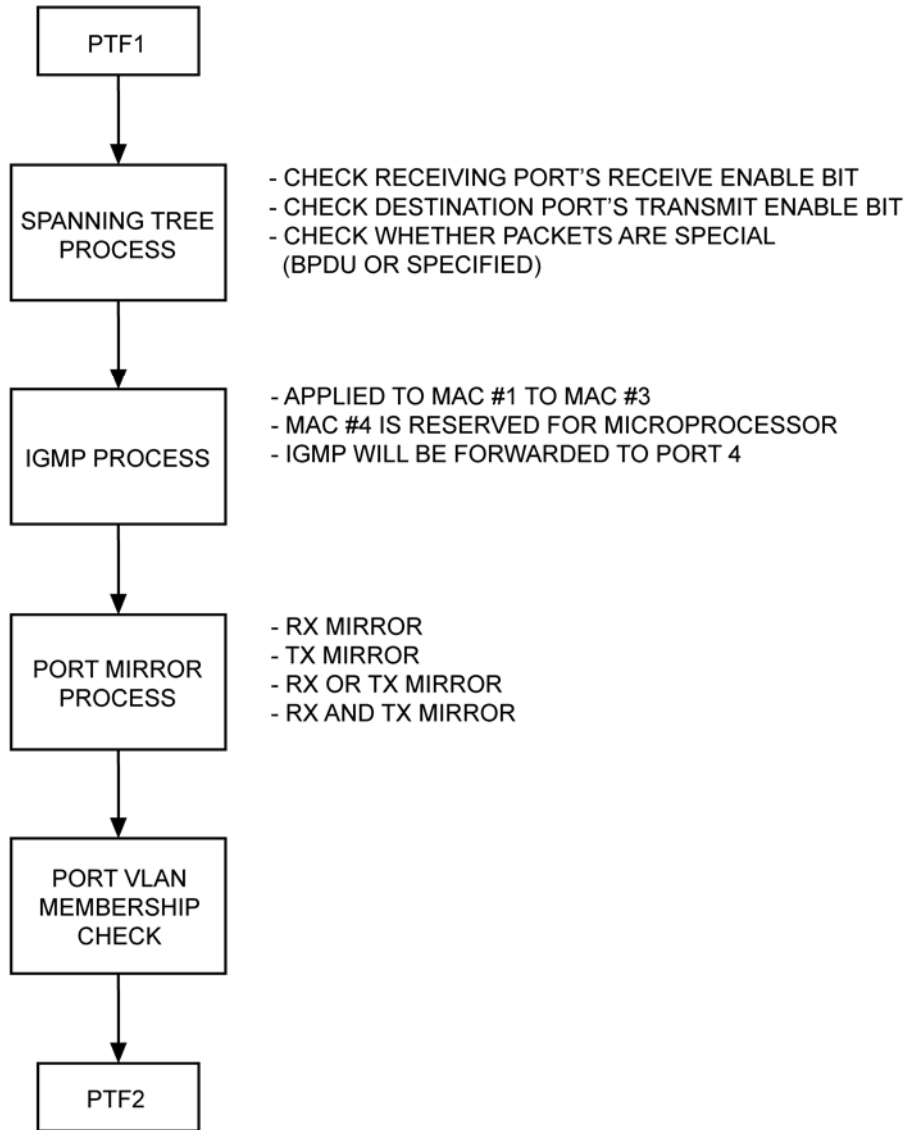 PTF1
SPANNING TREE
PROCESS
- CHECK RECEIVING PORT'S RECEIVE ENABLE BIT
- CHECK DESTINATION PORT'S TRANSMIT ENABLE BIT
- CHECK WHETHER PACKETS ARE SPECIAL
(BPDU OR SPECIFIED)
IGMP PROCESS
- APPLIED TO MAC #1 TO MAC #3
- MAC #4 IS RESERVED FOR MICROPROCESSOR
- IGMP WILL BE FORWARDED TO PORT 4
PORT MIRROR
PROCESS
- RX MIRROR
- TX MIRROR
- RX OR TX MIRROR
- RX AND TX MIRROR
PORT VLAN
MEMBERSHIP
CHECK
PTF2